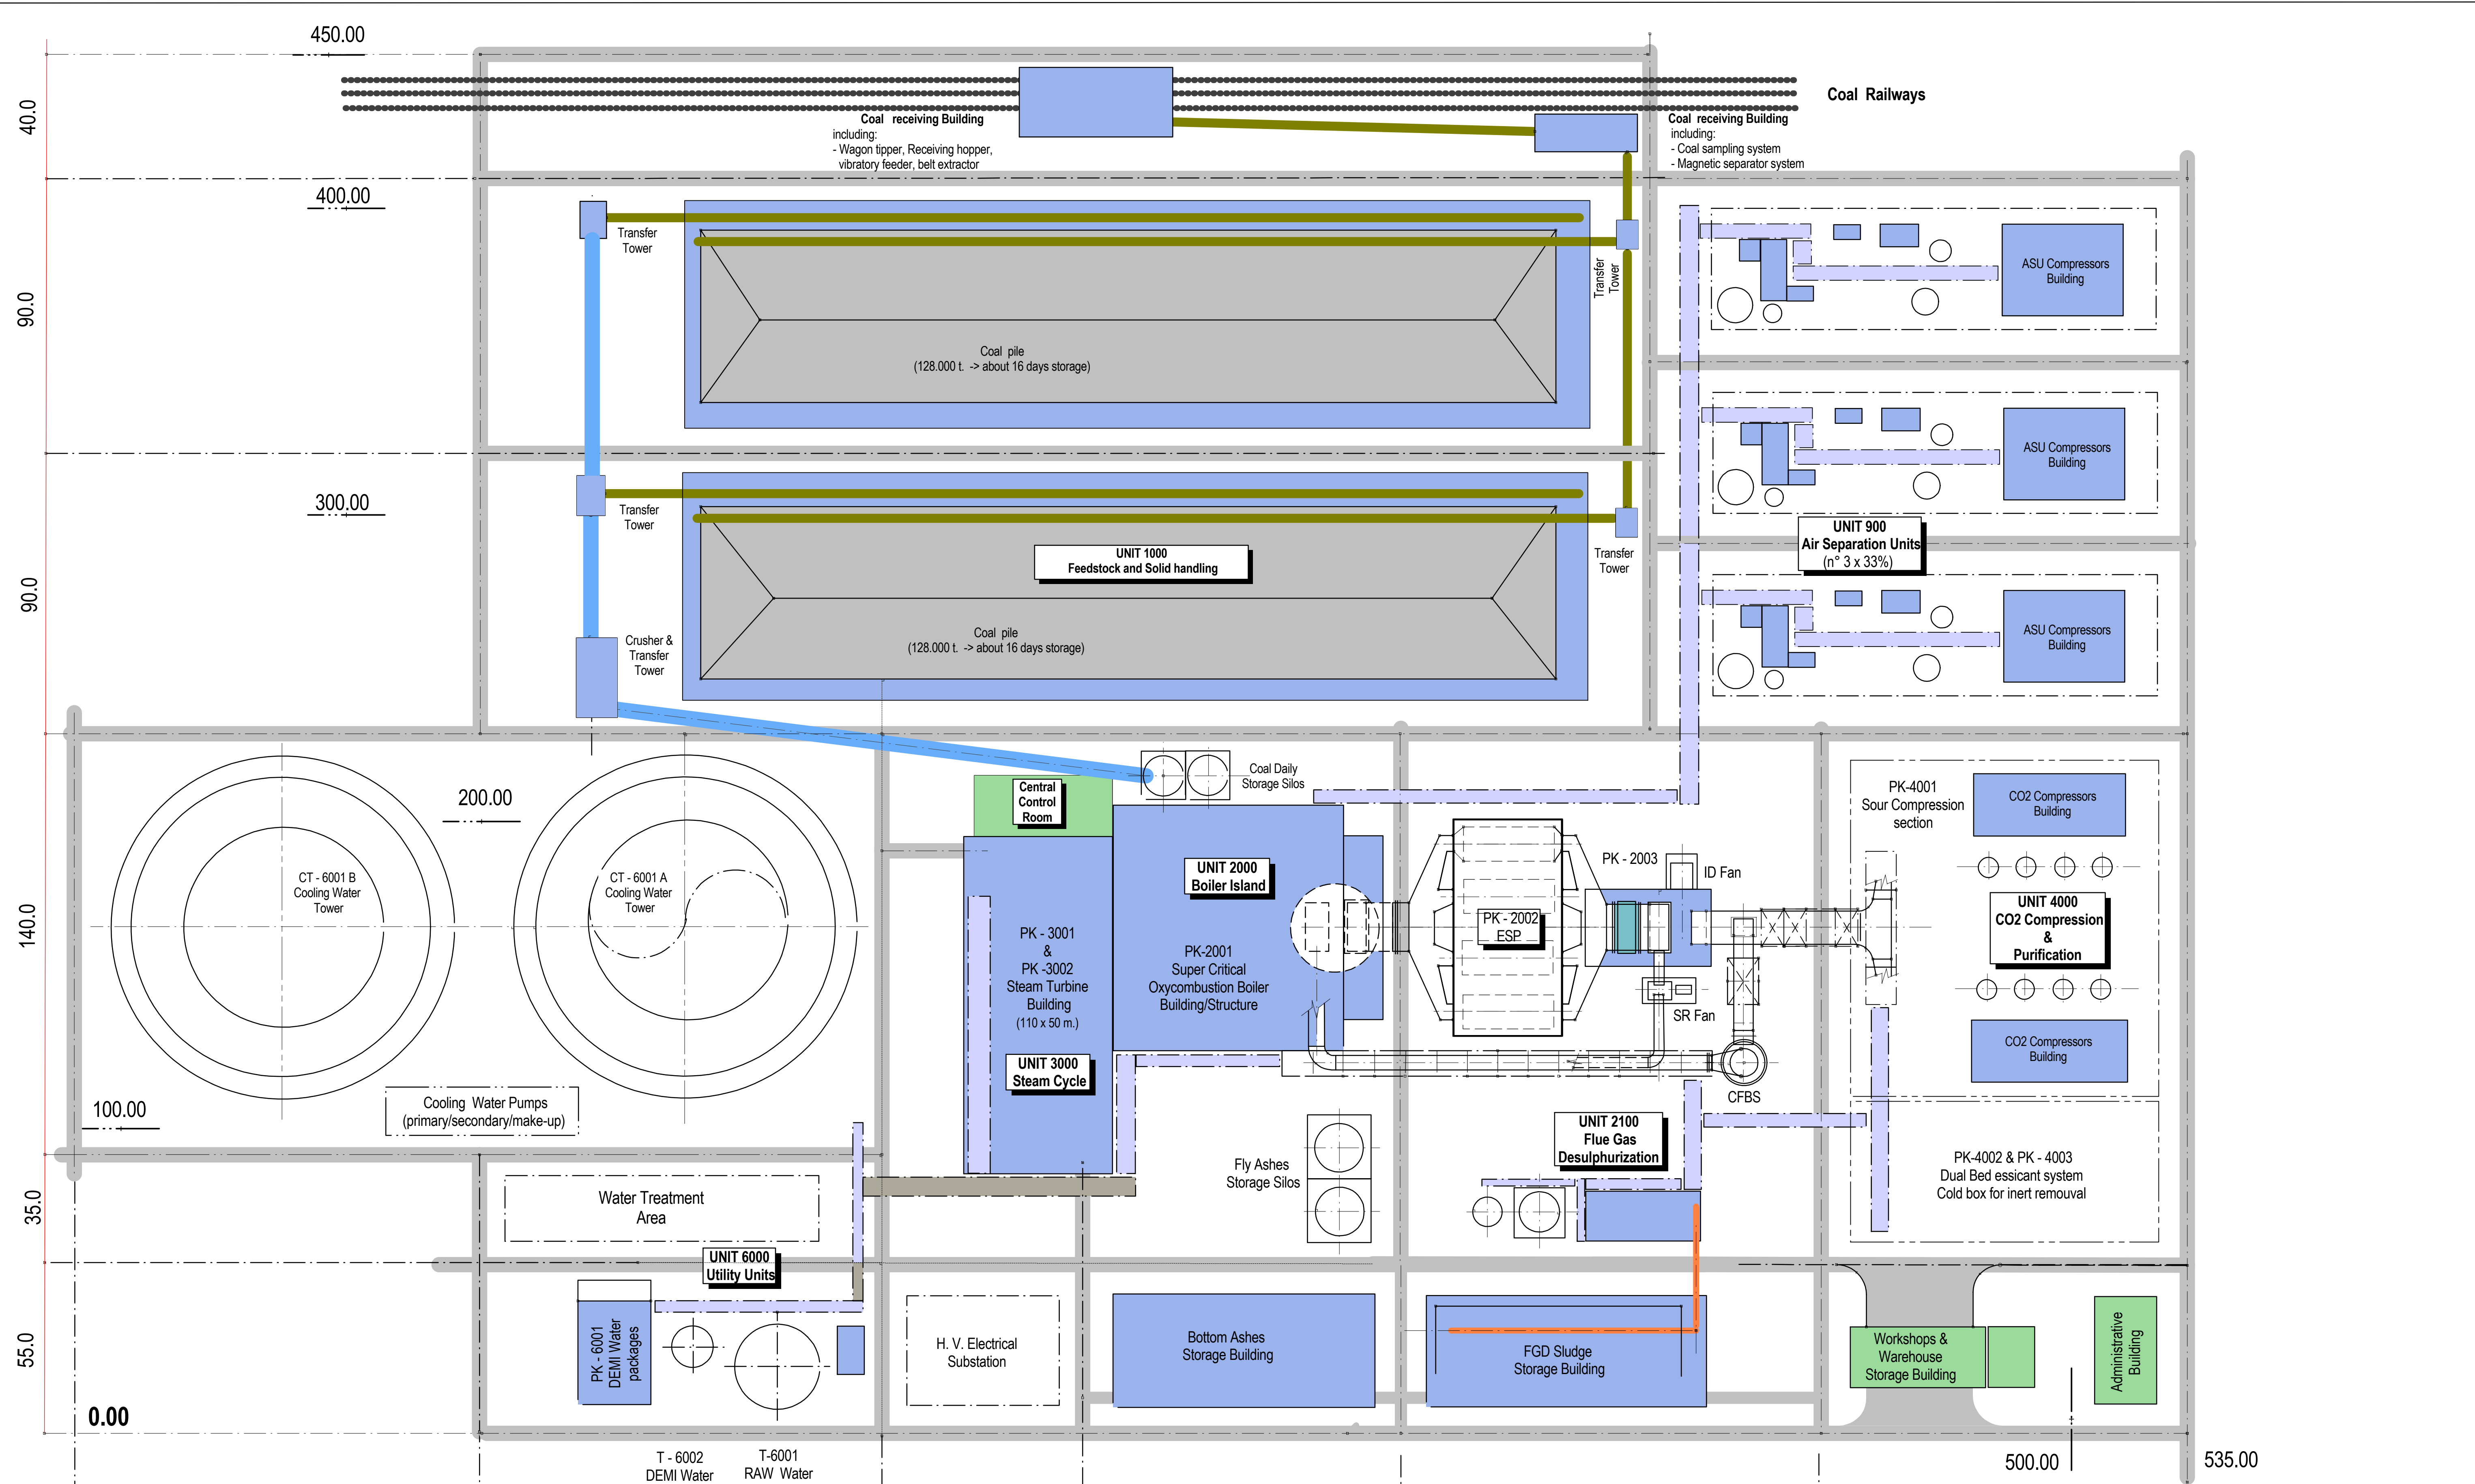 450.00
Coal Railways
40.0
Coal receiving Building
including:
- Wagon tipper, Receiving hopper,
vibratory feeder, belt extractor
Coal receiving Building
including:
- Coal sampling system
- Magnetic separator system
400.00
Transfer
Tower
Transfer
Tower
ASU Compressors
Building
90.0
Coal pile
(128.000 t. -> about 16 days storage)
ASU Compressors
Building
300.00
Transfer
Tower
UNIT 1000
Feedstock and Solid handling
Transfer
Tower
UNIT 900
Air Separation Units
(n° 3 x 33%)
90.0
Crusher &
Transfer
Tower
Coal pile
(128.000 t. -> about 16 days storage)
ASU Compressors
Building
200.00
Central
Control
Room
Coal Daily
Storage Silos
PK-4001
Sour Compression
section
CO2 Compressors
Building
CT - 6001 B
Cooling Water
Tower
CT - 6001 A
Cooling Water
Tower
UNIT 2000
Boiler Island
PK - 2003
ID Fan
140.0
PK - 3001
&
PK -3002
Steam Turbine
Building
(110 x 50 m.)
PK-2001
Super Critical
Oxycombustion Boiler
Building/Structure
PK - 2002
ESP
UNIT 4000
CO2 Compression
&
Purification
SR Fan
UNIT 3000
Steam Cycle
CO2 Compressors
Building
CFBS
100.00
Cooling Water Pumps
(primary/secondary/make-up)
UNIT 2100
Flue Gas
Desulphurization
Fly Ashes
Storage Silos
PK-4002 & PK - 4003
Dual Bed essicant system
Cold box for inert remouval
35.0
Water Treatment
Area
UNIT 6000
Utility Units
55.0
PK - 6001
DEMI Water
packages
H. V. Electrical
Substation
Bottom Ashes
Storage Building
FGD Sludge
Storage Building
Workshops &
Warehouse
Storage Building
Administrative
Building
0.00
T - 6002
DEMI Water
T-6001
RAW Water
500.00
535.00